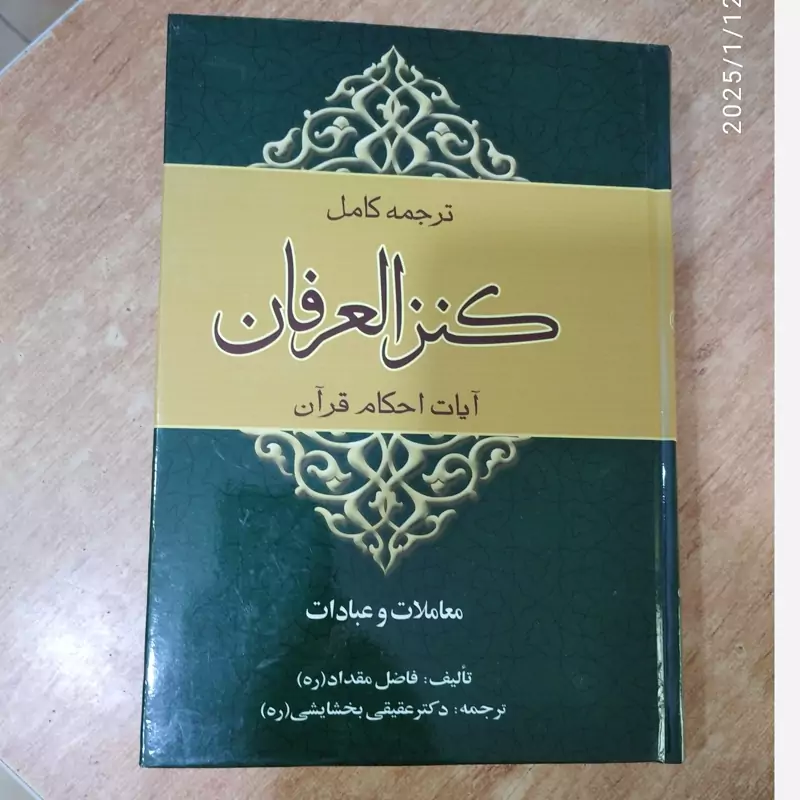 ترجمه کامل
کنز العرفان
آیات احکام قرآن
معاملات و عبادات
تألیف: فاضل مقداد(ره)
ترجمه: دکتر عقیقی بخشایشی(ره)
2025/1/12